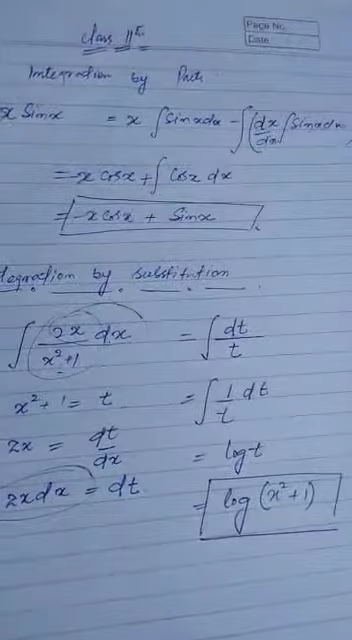 Page No.
Date
Class 11th
Integration by Parts
x Sinx = x ∫ Sinx dx - ∫ (dx/dx ∫ Sinx dx
= -x cosx + ∫ Cosx dx
= -x cosx + Sinx
tegration by substitution
∫ 2x/x²+1 dx = ∫ dt/t
x²+1 = t = ∫ 1/t dt
2x = dt/dx = log t
2x dx = dt = log (x²+1)